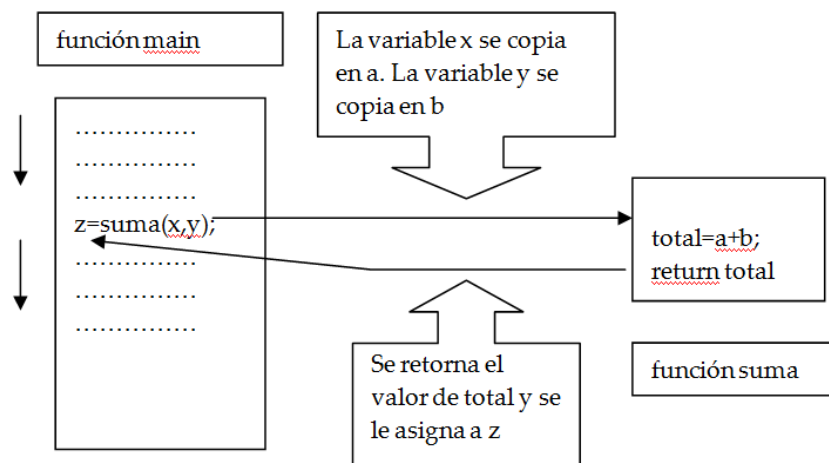 función main
La variable x se copia
en a. La variable y se
copia en b
...............
...............
...............
z=suma(x,y);
...............
...............
...............
total=a+b;
return total
Se retorna el
valor de total y se
le asigna a z
función suma